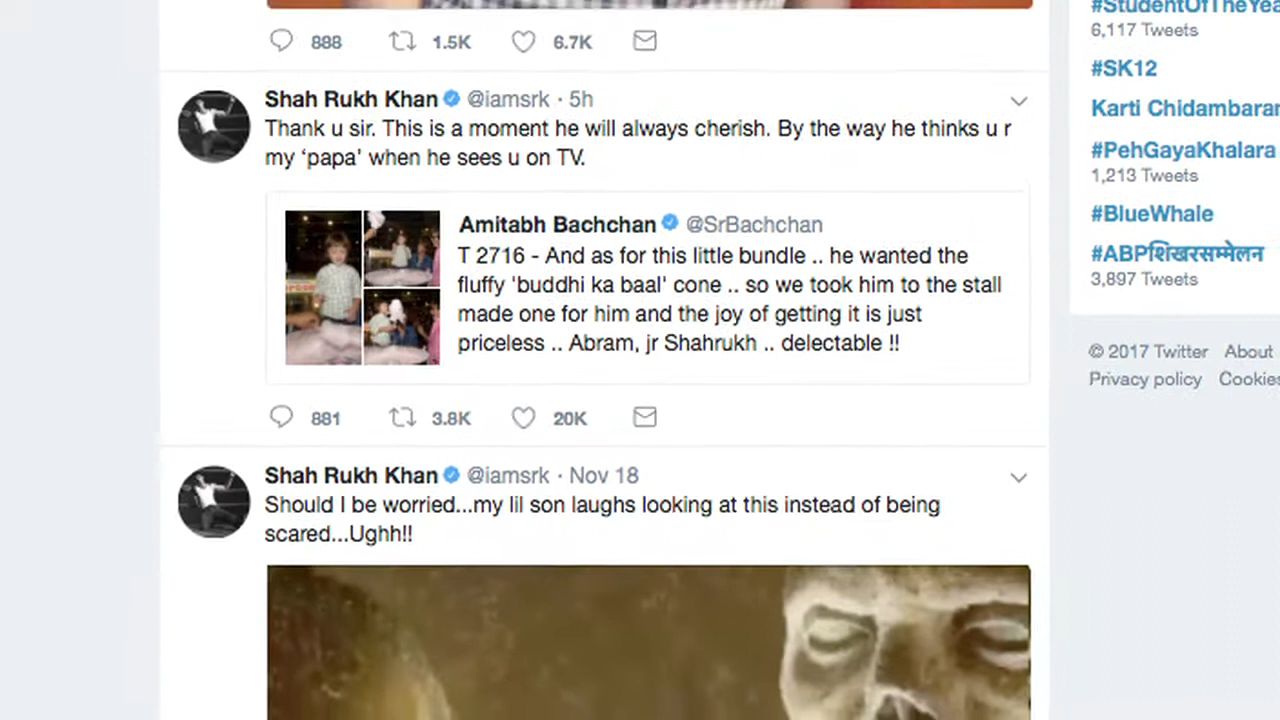 888 1.5K 6.7K
Shah Rukh Khan @iamsrk · 5h
Thank u sir. This is a moment he will always cherish. By the way he thinks u r
my ‘papa’ when he sees u on TV.
Amitabh Bachchan @SrBachchan
T 2716 - And as for this little bundle .. he wanted the
fluffy 'buddhi ka baal' cone .. so we took him to the stall
made one for him and the joy of getting it is just
priceless .. Abram, jr Shahrukh .. delectable !!
881 3.8K 20K
Shah Rukh Khan @iamsrk · Nov 18
Should I be worried...my lil son laughs looking at this instead of being
scared...Ughh!!
#StudentOfTheYea
6,117 Tweets
#SK12
Karti Chidambaram
#PehGayaKhalara
1,213 Tweets
#BlueWhale
#ABPशिखरसम्मेलन
3,897 Tweets
© 2017 Twitter About
Privacy policy Cookies